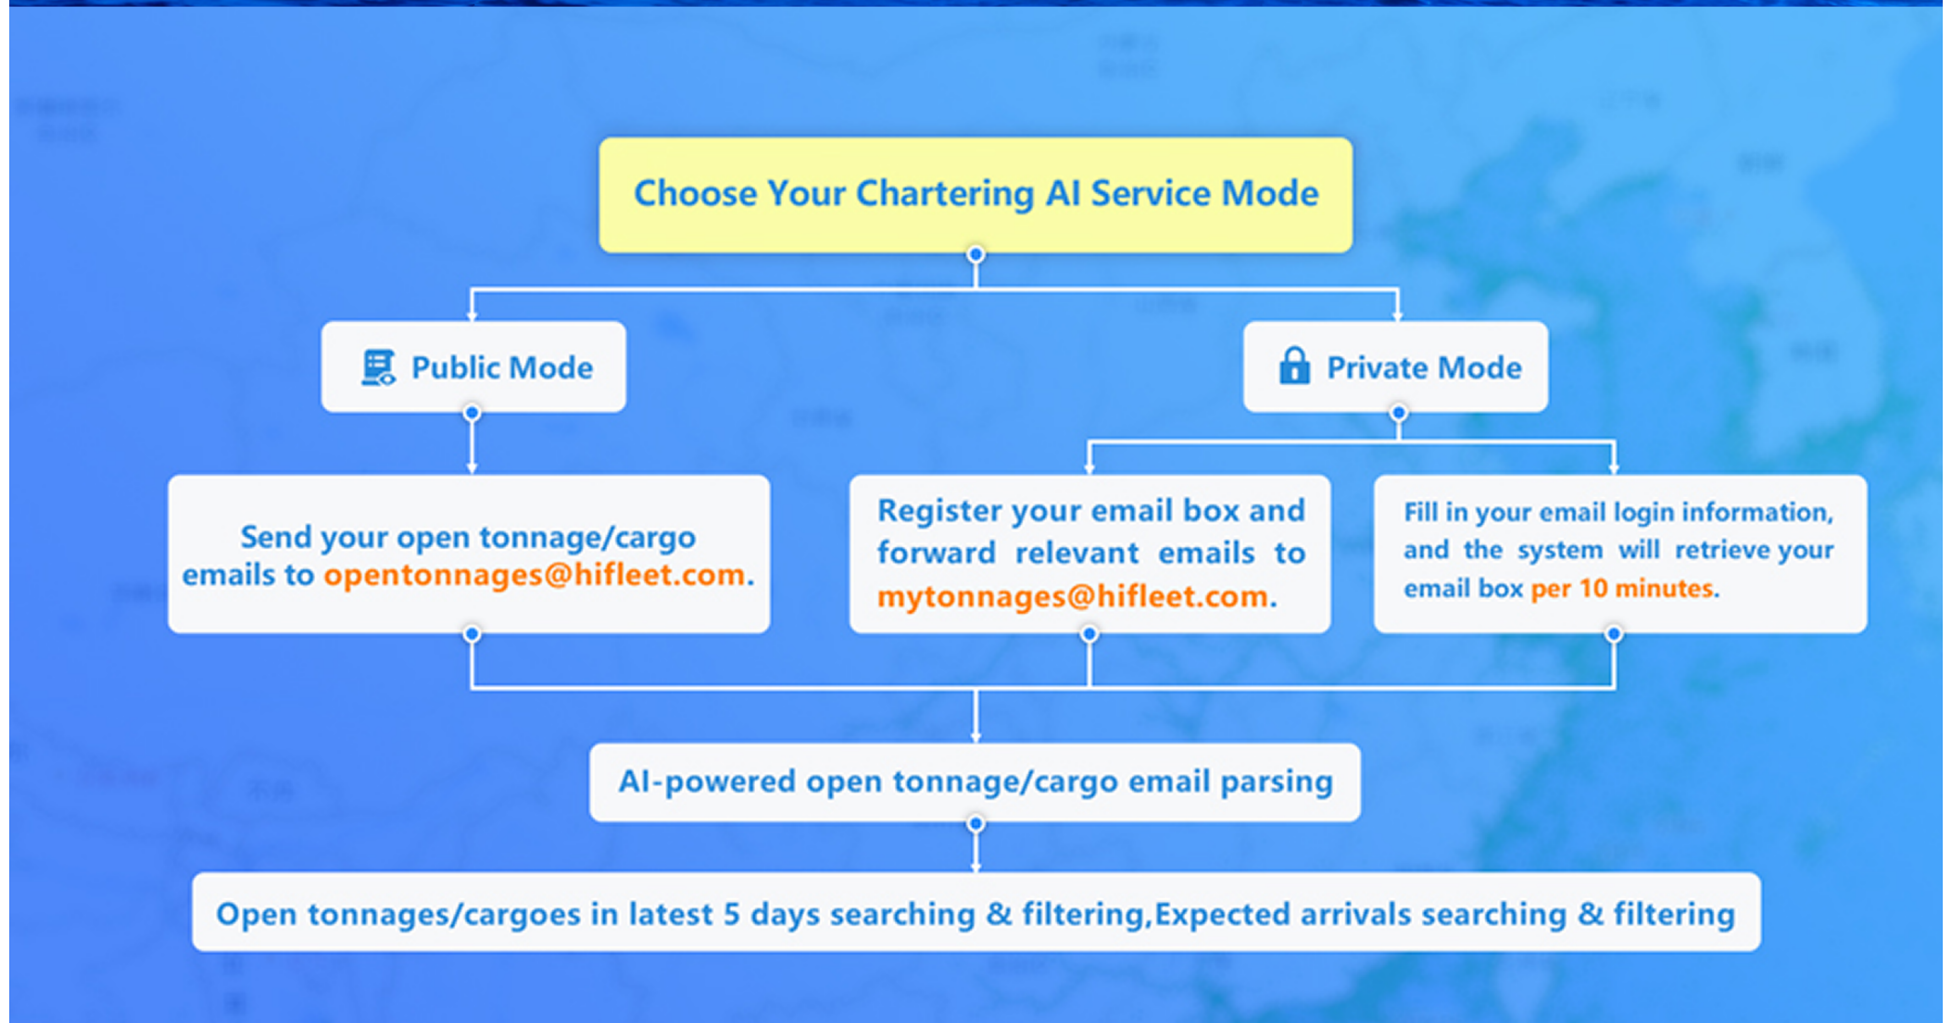 Choose Your Chartering AI Service Mode
Public Mode
Private Mode
Send your open tonnage/cargo
emails to opentonnages@hifleet.com.
Register your email box and
forward relevant emails to
mytonnages@hifleet.com.
Fill in your email login information,
and the system will retrieve your
email box per 10 minutes.
AI-powered open tonnage/cargo email parsing
Open tonnages/cargoes in latest 5 days searching & filtering,Expected arrivals searching & filtering